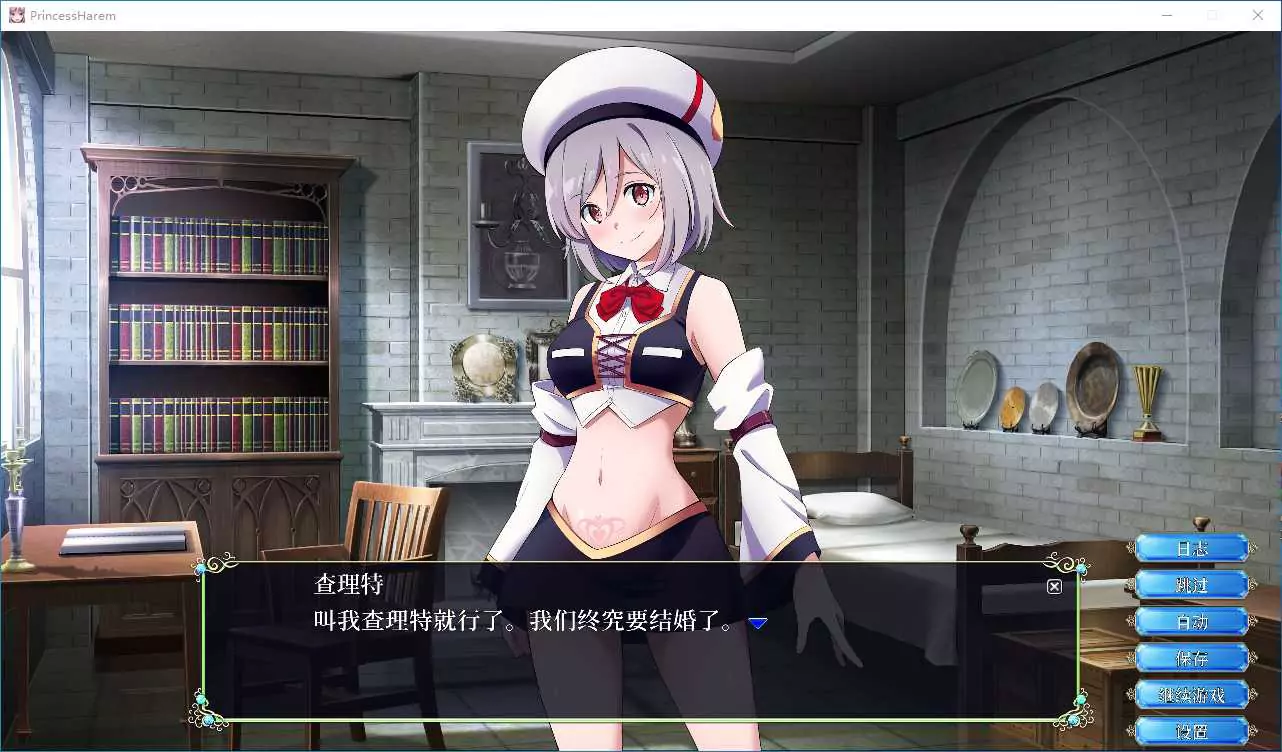 PrincessHarem
查理特
叫我查理特就行了。我们终究要结婚了。
日志
跳过
自动
保存
继续游戏
设置